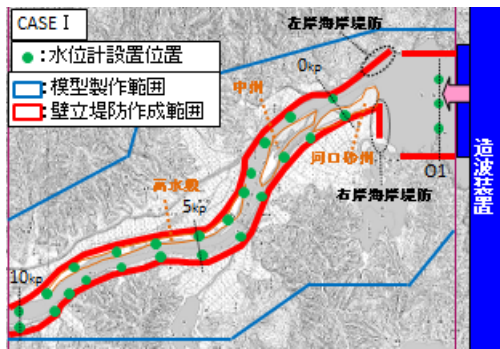 CASE I
●:水位計設置位置
:模型製作範囲
:壁立堤防作成範囲
左岸海岸堤防
0kp
中州
河口砂州
01
右岸海岸堤防
造波装置
高水敷
5kp
10kp